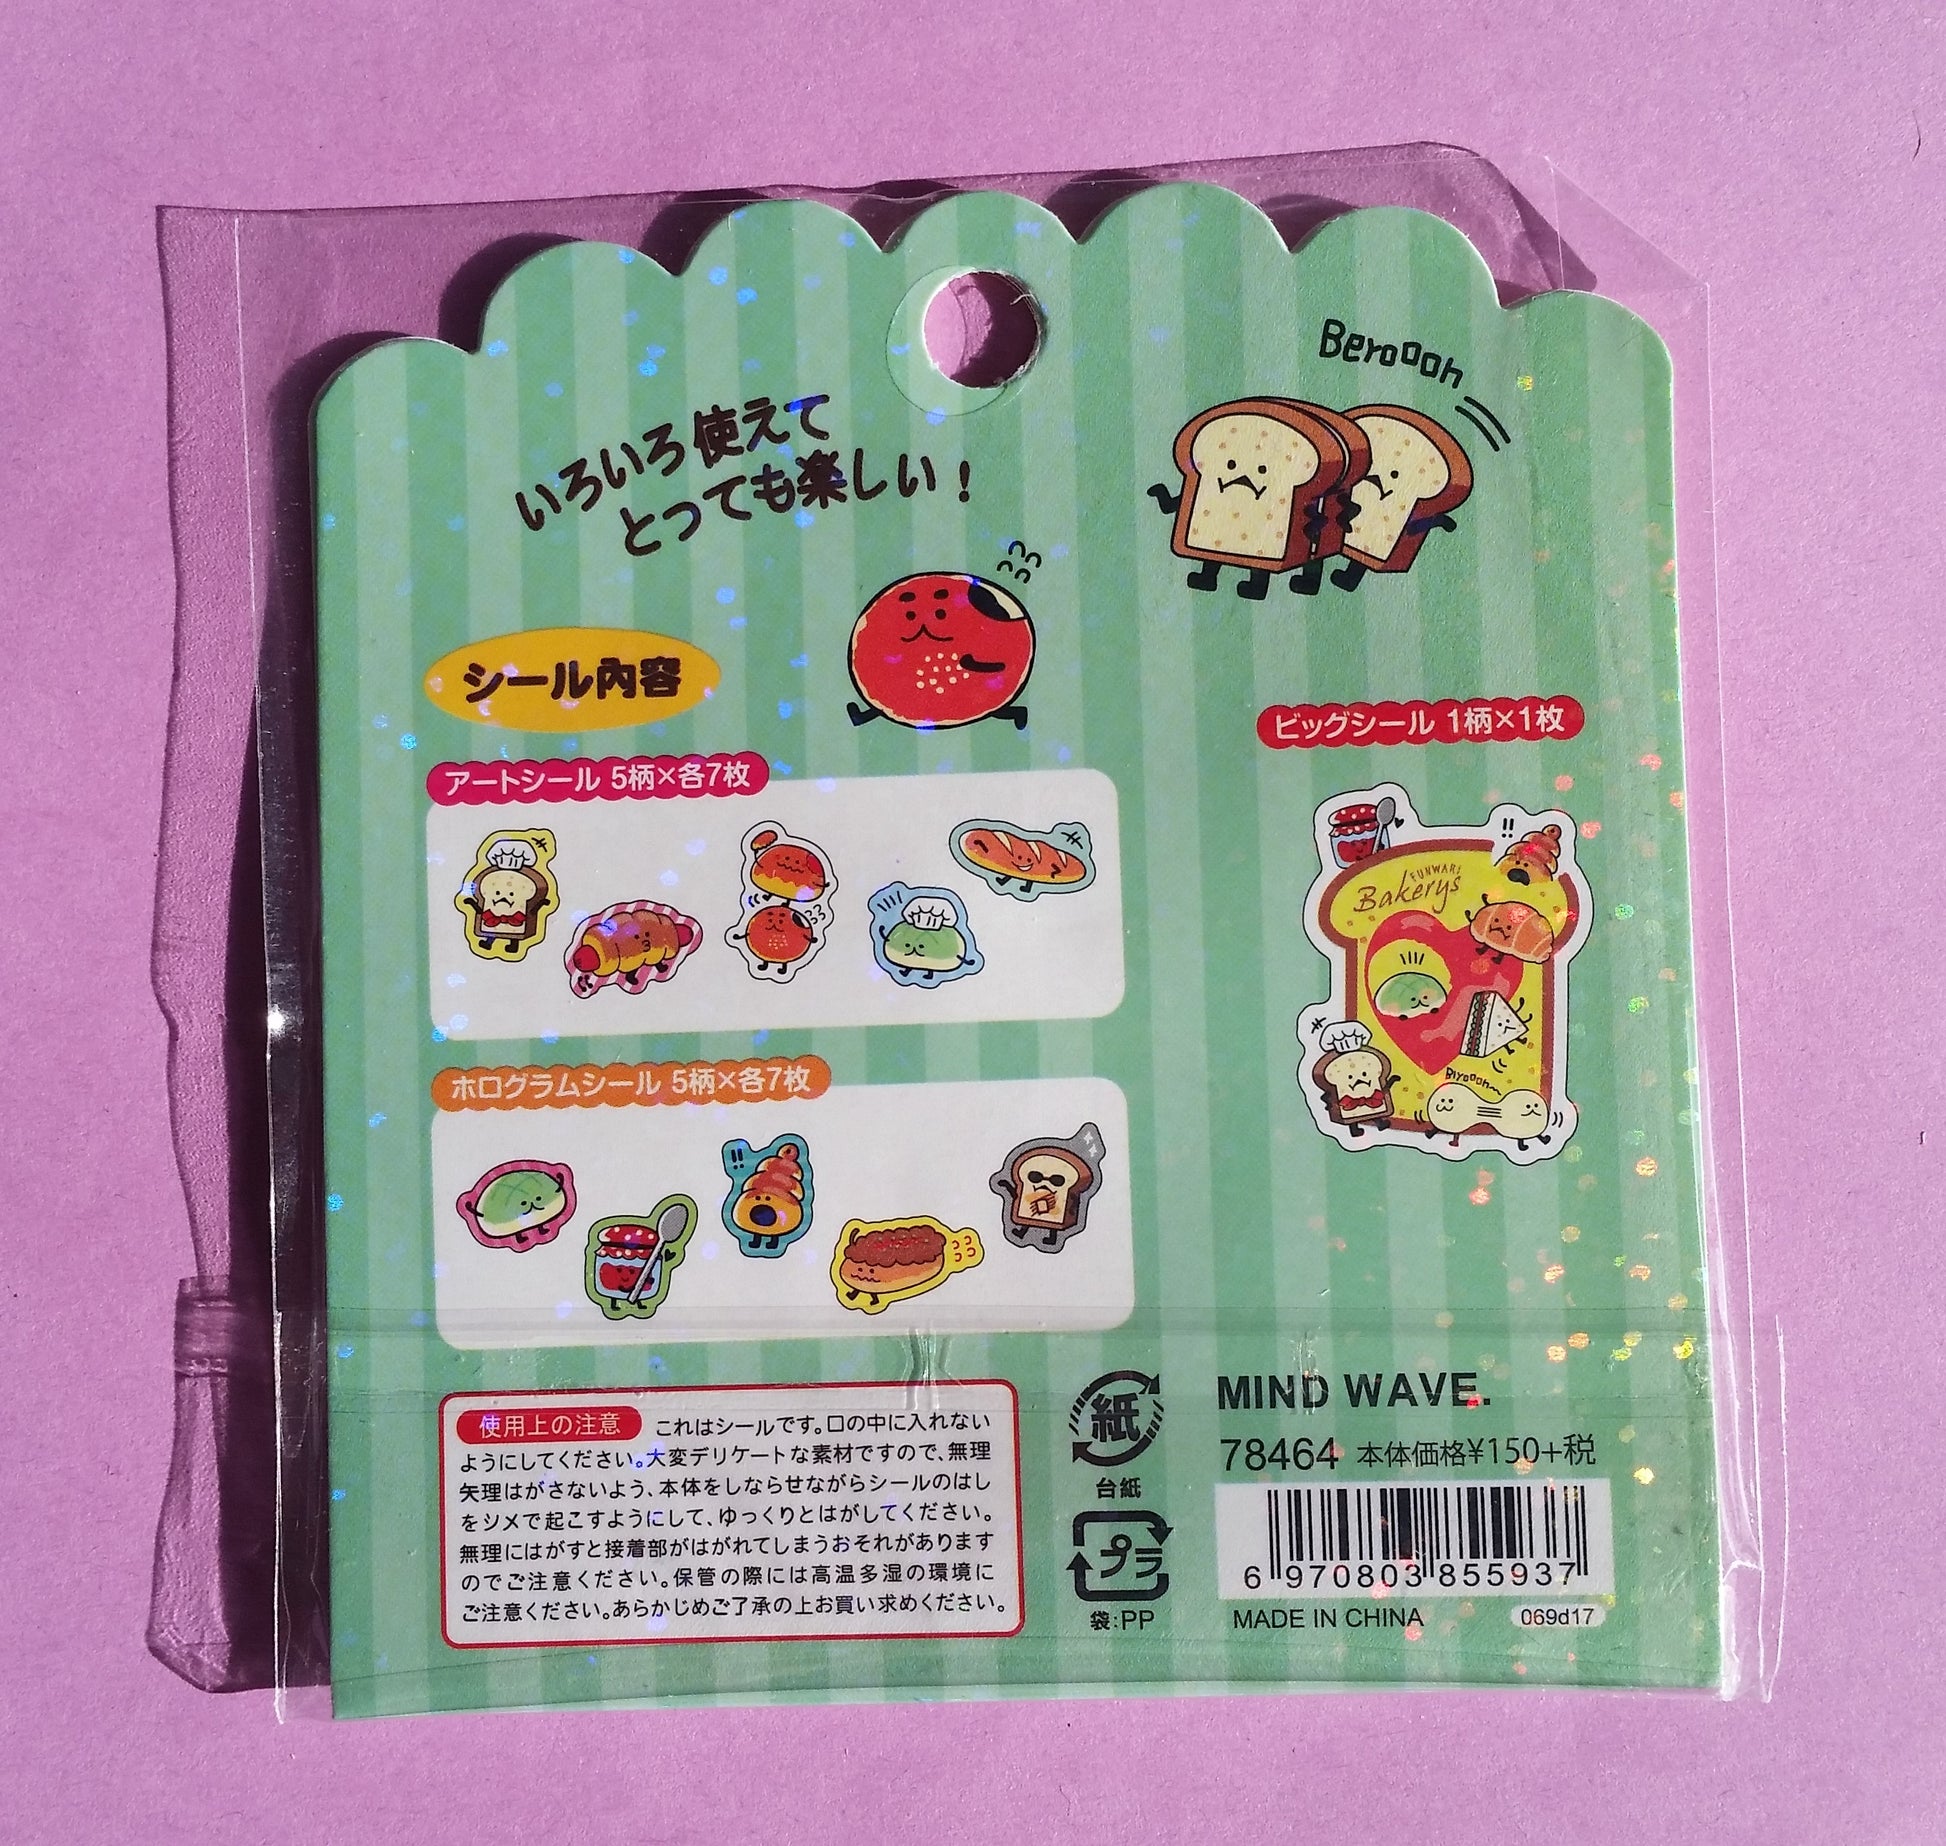 Beroooh
いろいろ使えて
とっても楽しい！
シール内容
アートシール 5柄×各7枚
ビッグシール 1柄×1枚
FUNWARI
Bakerys
!!
Biyoooh~
ホログラムシール 5柄×各7枚
!!
使用上の注意 これはシールです。口の中に入れない
ようにしてください。大変デリケートな素材ですので、無理
矢理はがさないよう、本体をしならせながらシールのはし
をツメで起こすようにして、ゆっくりとはがしてください。
無理にはがすと接着部がはがれてしまうおそれがあります
のでご注意ください。保管の際には高温多湿の環境に
ご注意ください。あらかじめご了承の上お買い求めください。
紙
台紙
プラ
袋:PP
MIND WAVE.
78464 本体価格¥150+税
6 970803 855937
MADE IN CHINA 069d17